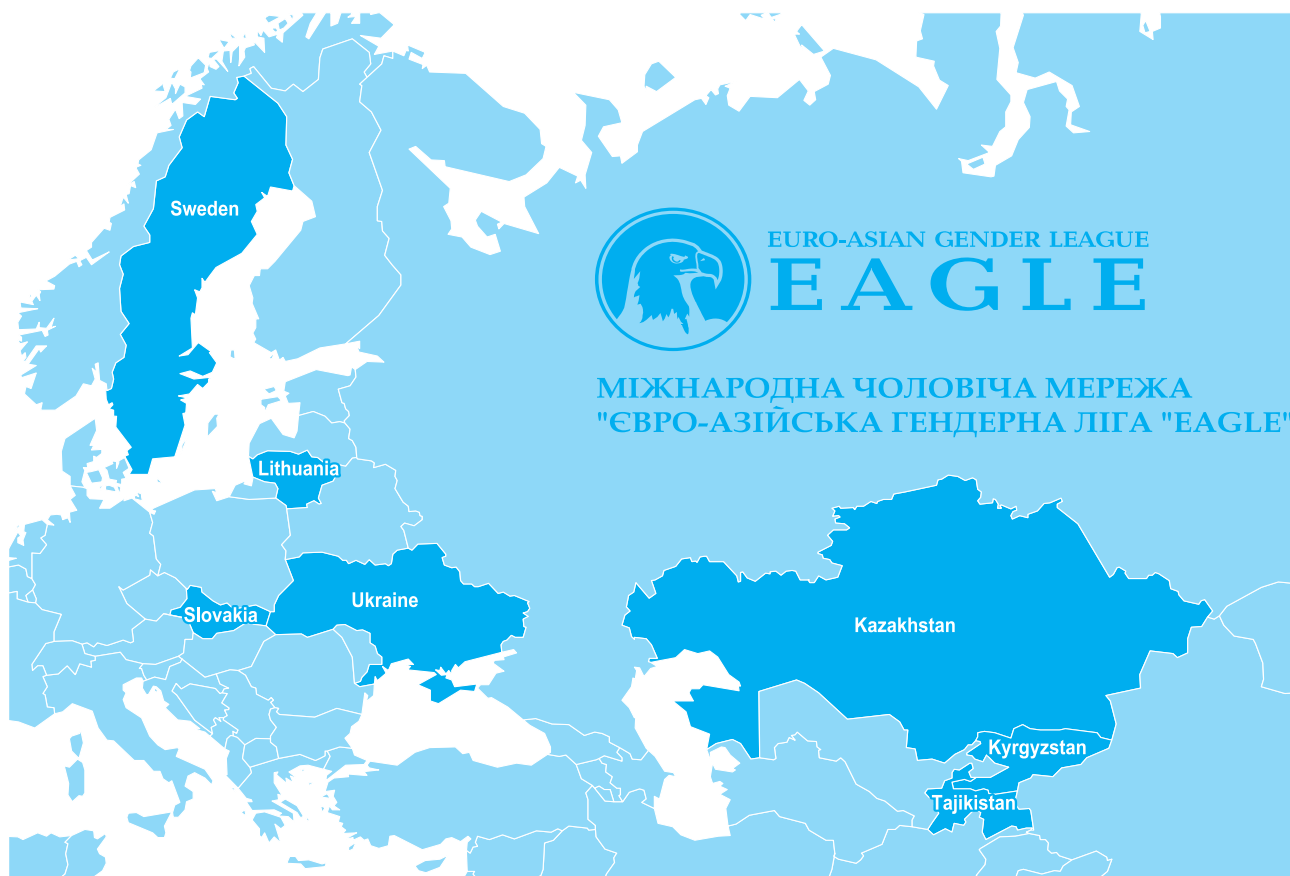 Sweden
EURO-ASIAN GENDER LEAGUE
EAGLE
МІЖНАРОДНА ЧОЛОВІЧА МЕРЕЖА
"ЄВРО-АЗІЙСЬКА ГЕНДЕРНА ЛІГА "EAGLE"
Lithuania
Ukraine
Slovakia
Kazakhstan
Kyrgyzstan
Tajikistan